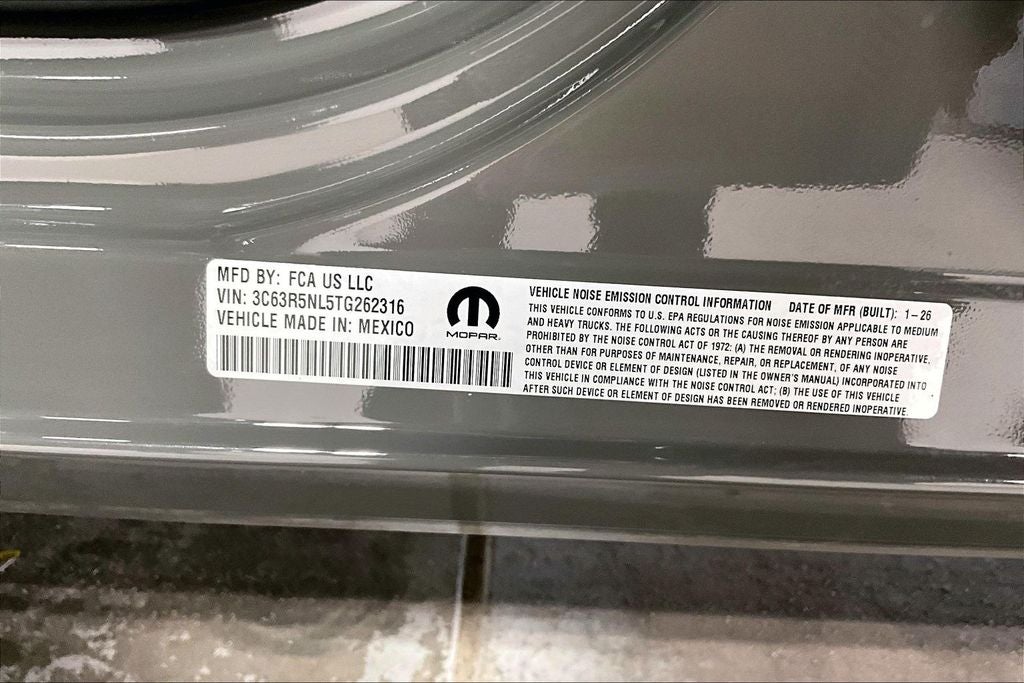 MFD BY: FCA US LLC
VIN: 3C63R5NL5TG262316
VEHICLE MADE IN: MEXICO
MOPAR®
VEHICLE NOISE EMISSION CONTROL INFORMATION DATE OF MFR (BUILT): 1-26
THIS VEHICLE CONFORMS TO U.S. EPA REGULATIONS FOR NOISE EMISSION APPLICABLE TO MEDIUM
AND HEAVY TRUCKS. THE FOLLOWING ACTS OR THE CAUSING THEREOF BY ANY PERSON ARE
PROHIBITED BY THE NOISE CONTROL ACT OF 1972: (A) THE REMOVAL OR RENDERING INOPERATIVE,
OTHER THAN FOR PURPOSES OF MAINTENANCE, REPAIR, OR REPLACEMENT, OF ANY NOISE
CONTROL DEVICE OR ELEMENT OF DESIGN (LISTED IN THE OWNER'S MANUAL) INCORPORATED INTO
THIS VEHICLE IN COMPLIANCE WITH THE NOISE CONTROL ACT; (B) THE USE OF THIS VEHICLE
AFTER SUCH DEVICE OR ELEMENT OF DESIGN HAS BEEN REMOVED OR RENDERED INOPERATIVE.